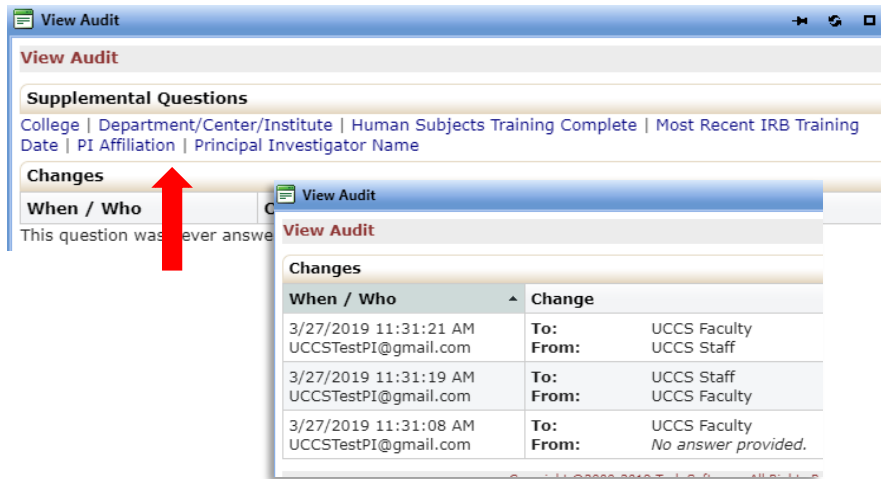 View Audit
View Audit
Supplemental Questions
College | Department/Center/Institute | Human Subjects Training Complete | Most Recent IRB Training
Date | PI Affiliation | Principal Investigator Name
Changes
When / Who
This question was never
View Audit
View Audit
Changes
When / Who Change
3/27/2019 11:31:21 AM To: UCCS Faculty
UCCSTestPI@gmail.com From: UCCS Staff
3/27/2019 11:31:19 AM To: UCCS Staff
UCCSTestPI@gmail.com From: UCCS Faculty
3/27/2019 11:31:08 AM To: UCCS Faculty
UCCSTestPI@gmail.com From: No answer provided.